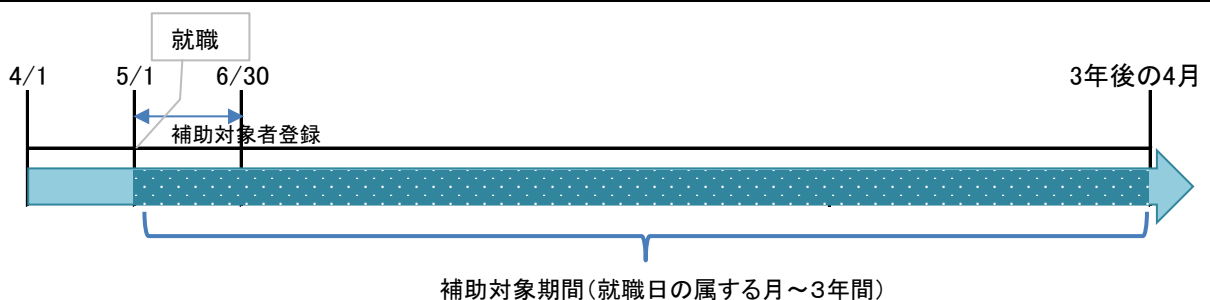 就職
4/1
5/1
6/30
3年後の4月
補助対象者登録
補助対象期間(就職日の属する月~3年間)